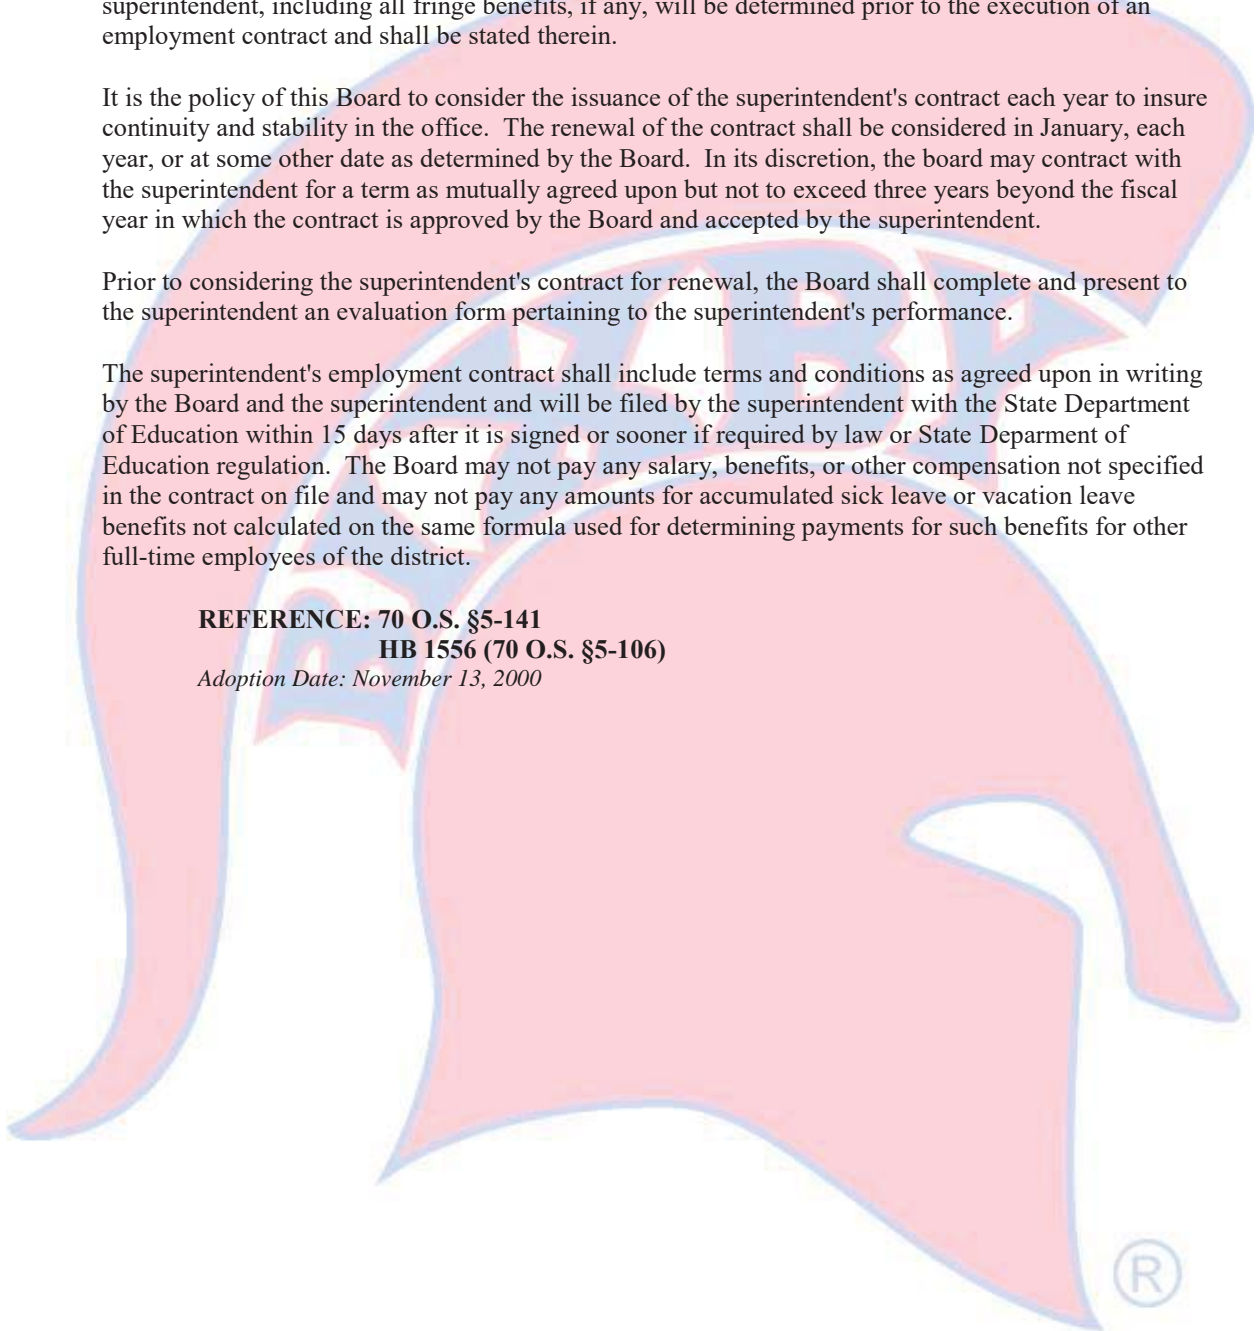 superintendent, including all fringe benefits, if any, will be determined prior to the execution of an
employment contract and shall be stated therein.
It is the policy of this Board to consider the issuance of the superintendent's contract each year to insure
continuity and stability in the office.  The renewal of the contract shall be considered in January, each
year, or at some other date as determined by the Board.  In its discretion, the board may contract with
the superintendent for a term as mutually agreed upon but not to exceed three years beyond the fiscal
year in which the contract is approved by the Board and accepted by the superintendent.
Prior to considering the superintendent's contract for renewal, the Board shall complete and present to
the superintendent an evaluation form pertaining to the superintendent's performance.
The superintendent's employment contract shall include terms and conditions as agreed upon in writing
by the Board and the superintendent and will be filed by the superintendent with the State Department
of Education within 15 days after it is signed or sooner if required by law or State Deparment of
Education regulation.  The Board may not pay any salary, benefits, or other compensation not specified
in the contract on file and may not pay any amounts for accumulated sick leave or vacation leave
benefits not calculated on the same formula used for determining payments for such benefits for other
full-time employees of the district.
REFERENCE: 70 O.S. §5-141
HB 1556 (70 O.S. §5-106)
Adoption Date: November 13, 2000
BIXBY
®